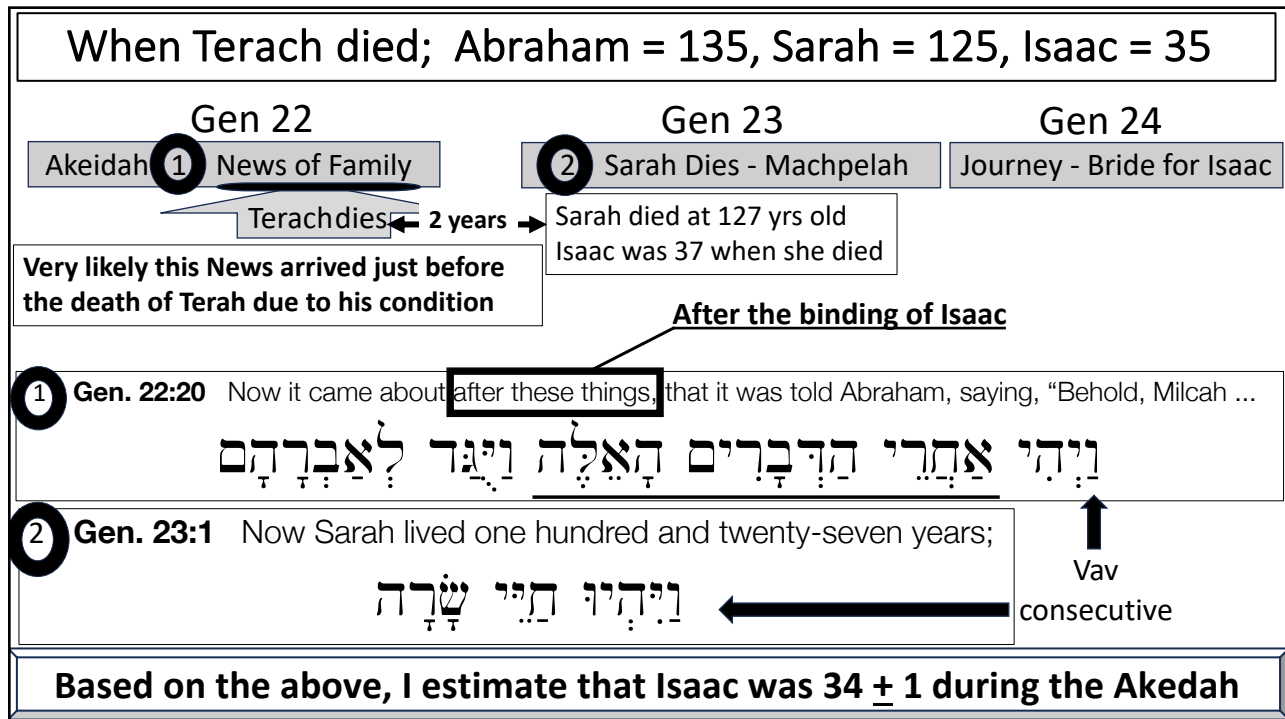 When Terach died; Abraham = 135, Sarah = 125, Isaac = 35
Gen 22
Gen 23
Gen 24
Akeidah 1 News of Family
2 Sarah Dies - Machpelah
Journey - Bride for Isaac
Terachdies
2 years
Sarah died at 127 yrs old
Isaac was 37 when she died
Very likely this News arrived just before
the death of Terah due to his condition
After the binding of Isaac
1 Gen. 22:20 Now it came about after these things, that it was told Abraham, saying, “Behold, Milcah ...
וַיְהִי אַחֲרֵי הַדְּבָרִים הָאֵלֶּה וַיֻּגַּד לְאַבְרָהָם
2 Gen. 23:1 Now Sarah lived one hundred and twenty-seven years;
וַיִּהְיוּ חַיֵּי שָׂרָה
Vav
consecutive
Based on the above, I estimate that Isaac was 34 ± 1 during the Akedah